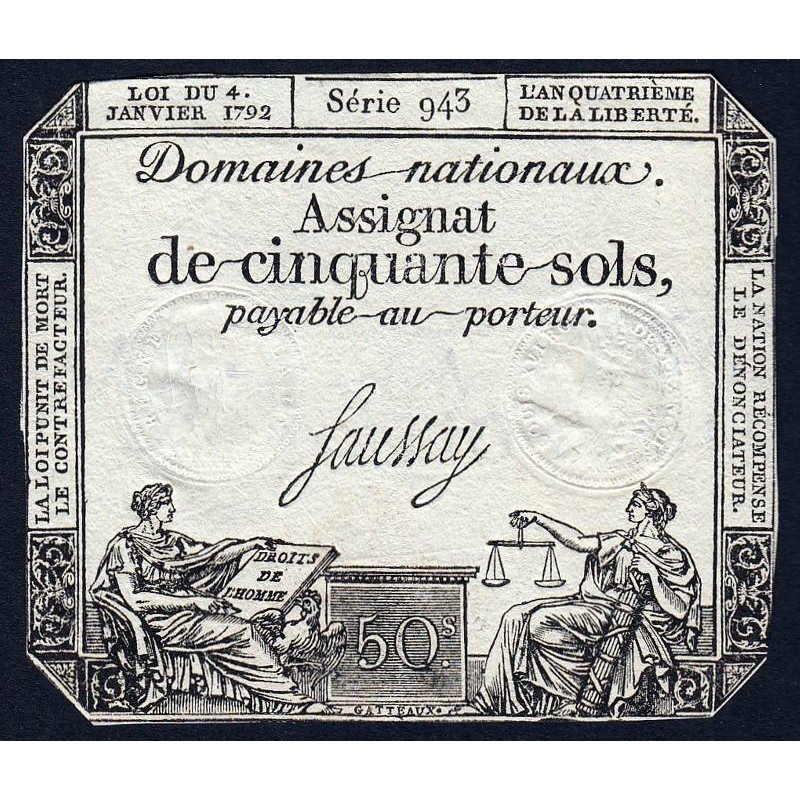 LOI DU 4.
JANVIER 1792
Série 943
L'AN QUATRIÈME
DE LA LIBERTÉ.
Domaines nationaux.
Assignat
de cinquante sols,
payable au porteur.
LA LOI PUNIT DE MORT
LE CONTREFACTEUR.
LA NATION RÉCOMPENSE
LE DÉNONCIATEUR.
Saussay
DROITS
DE
L'HOMME
50.s
GATTEAUX.